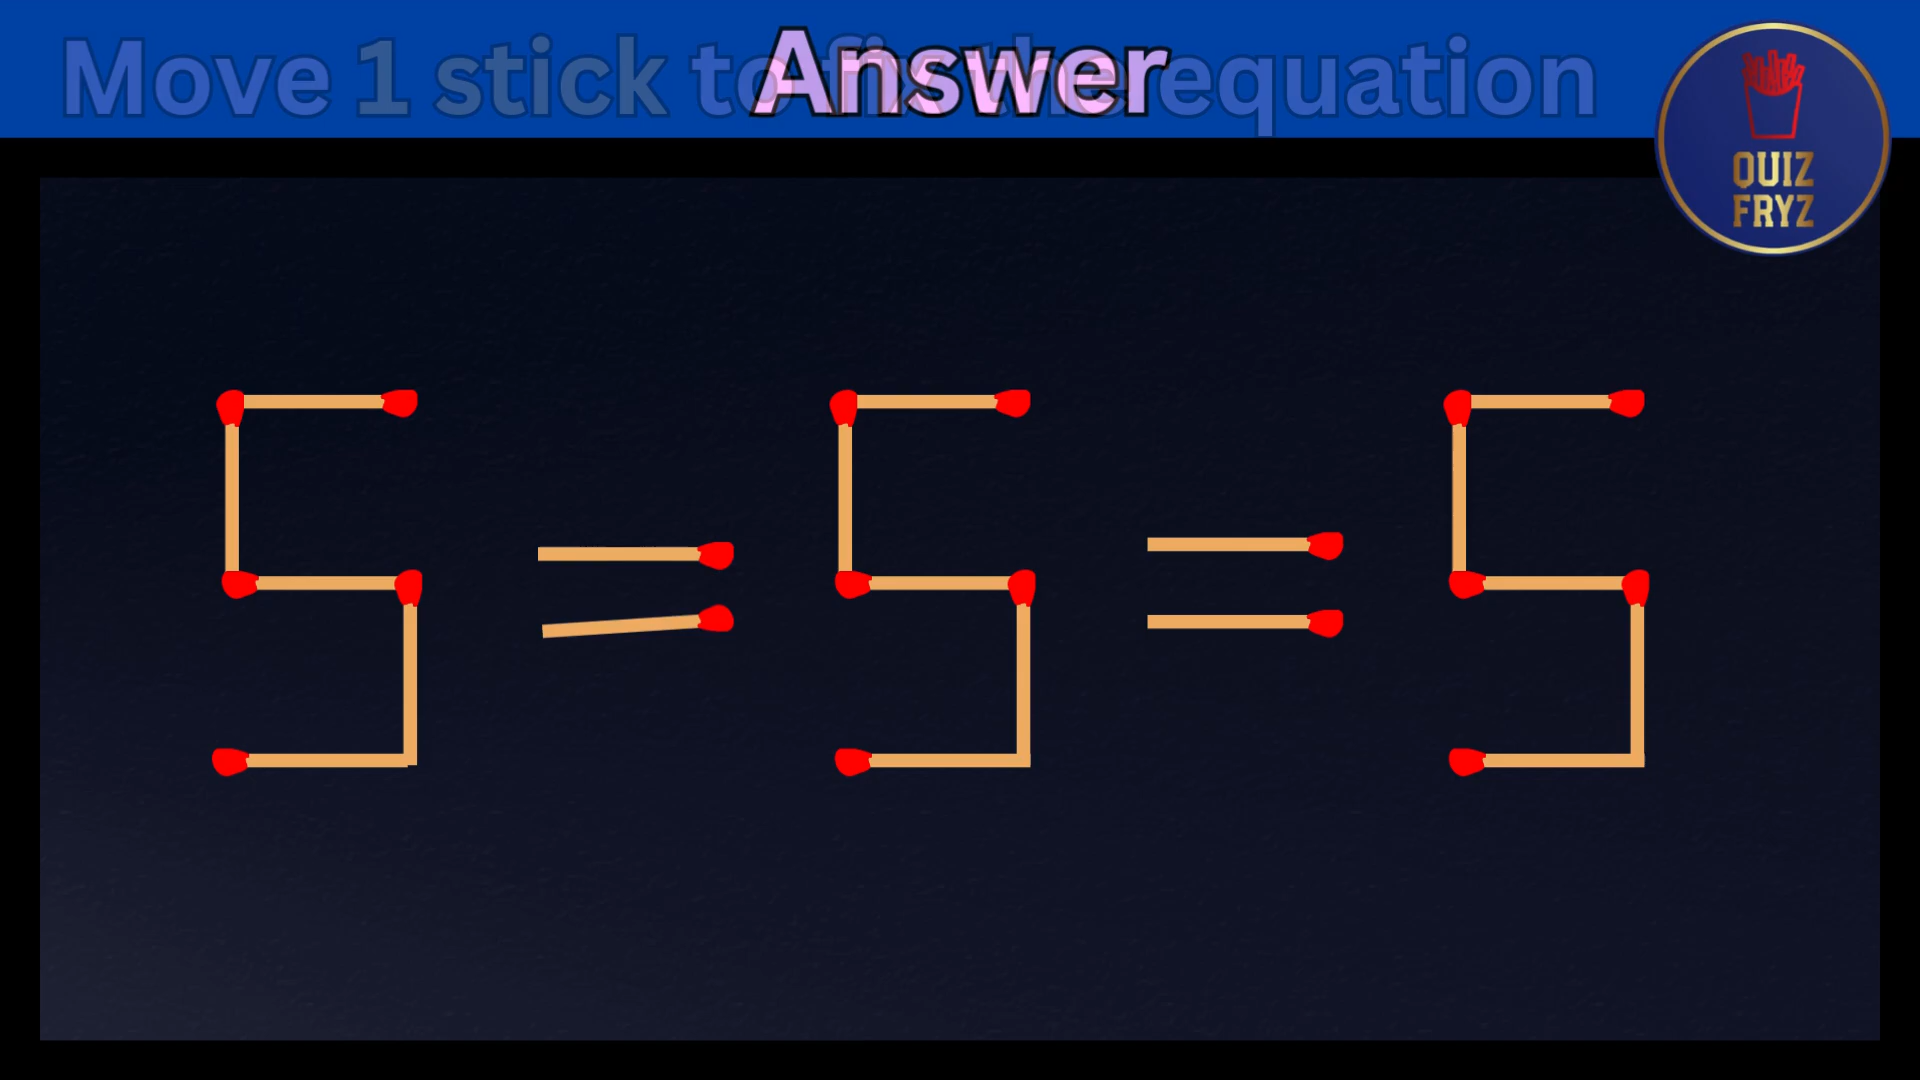 Move 1 stick to fix the equation
Answer
QUIZ
FRYZ
5 = 5 = 5